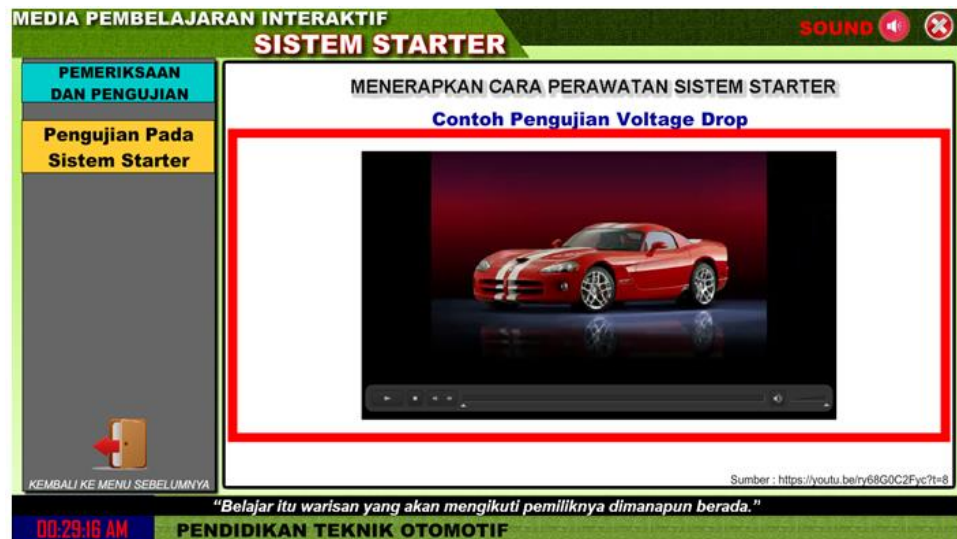 MEDIA PEMBELAJARAN INTERAKTIF
SISTEM STARTER
SOUND
PEMERIKSAAN
DAN PENGUJIAN
Pengujian Pada
Sistem Starter
MENERAPKAN CARA PERAWATAN SISTEM STARTER
Contoh Pengujian Voltage Drop
KEMBALI KE MENU SEBELUMNYA
Sumber : https://youtu.be/ry68G0C2Fyc?t=8
“Belajar itu warisan yang akan mengikuti pemiliknya dimanapun berada.”
00:29:16 AM
PENDIDIKAN TEKNIK OTOMOTIF